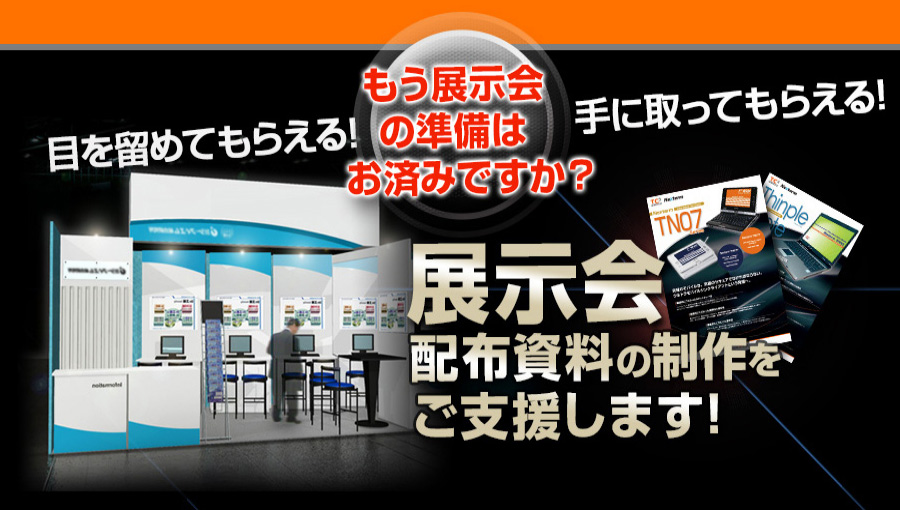 もう展示会
の準備は
お済みですか?
目を留めてもらえる!
手に取ってもらえる!
TN07
Thinple
展示会
配布資料の制作を
ご支援します!
Information